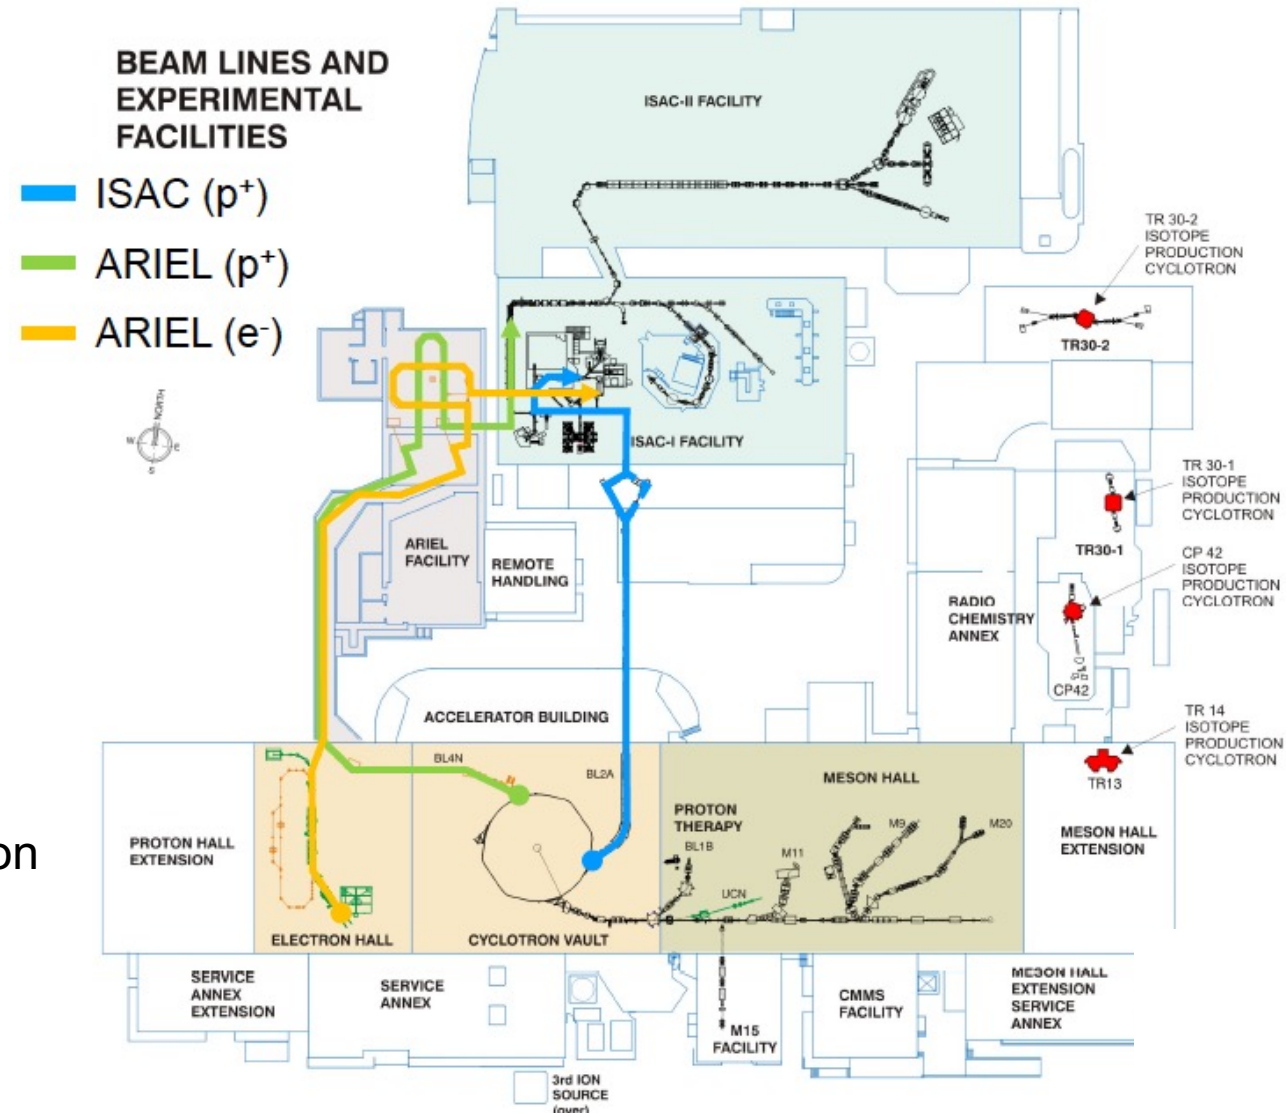 BEAM LINES AND
EXPERIMENTAL
FACILITIES
ISAC (p⁺)
ARIEL (p⁺)
ARIEL (e⁻)
ISAC-II FACILITY
TR 30-2
ISOTOPE
PRODUCTION
CYCLOTRON
TR30-2
W
E
S
ISAC-I FACILITY
TR 30-1
ISOTOPE
PRODUCTION
CYCLOTRON
TR30-1
ARIEL
FACILITY
REMOTE
HANDLING
CP 42
ISOTOPE
PRODUCTION
CYCLOTRON
RADIO
CHEMISTRY
ANNEX
CP42
ACCELERATOR BUILDING
TR 14
ISOTOPE
PRODUCTION
CYCLOTRON
TR13
BL4N
BL2A
MESON HALL
PROTON
THERAPY
BL1B
M11
M9
M20
UCN
PROTON HALL
EXTENSION
MESON HALL
EXTENSION
on
ELECTRON HALL
CYCLOTRON VAULT
SERVICE
ANNEX
EXTENSION
SERVICE
ANNEX
M15
FACILITY
CMMS
FACILITY
MESON HALL
EXTENSION
SERVICE
ANNEX
3rd ION
SOURCE
(over)